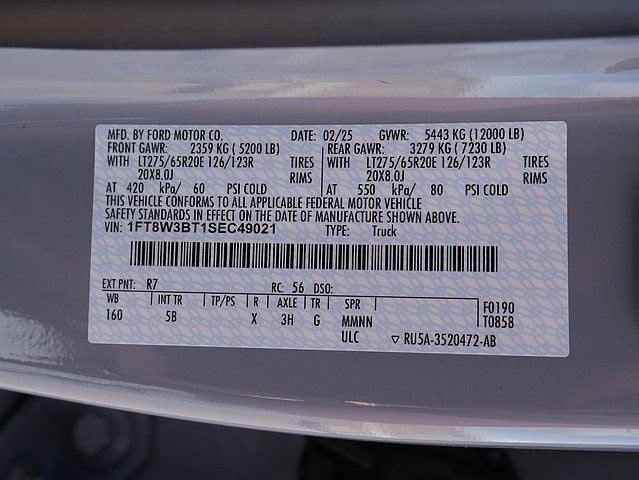 MFD. BY FORD MOTOR CO. DATE: 02/25 GVWR: 5443 KG (12000 LB)
FRONT GAWR: 2359 KG (5200 LB) REAR GAWR: 3279 KG (7230 LB)
WITH LT275/65R20E 126/123R TIRES WITH LT275/65R20E 126/123R TIRES
20X8.0J RIMS 20X8.0J RIMS
AT 420 kPa/ 60 PSI COLD AT 550 kPa/ 80 PSI COLD
THIS VEHICLE CONFORMS TO ALL APPLICABLE FEDERAL MOTOR VEHICLE
SAFETY STANDARDS IN EFFECT ON THE DATE OF MANUFACTURE SHOWN ABOVE.
VIN: 1FT8W3BT1SEC49021 TYPE: Truck
EXT PNT: R7 RC: 56 DSO:
WB INT TR TP/PS R AXLE TR SPR F0190
160 5B X 3H G MMNN T0858
ULC ▽ RU5A-3520472-AB